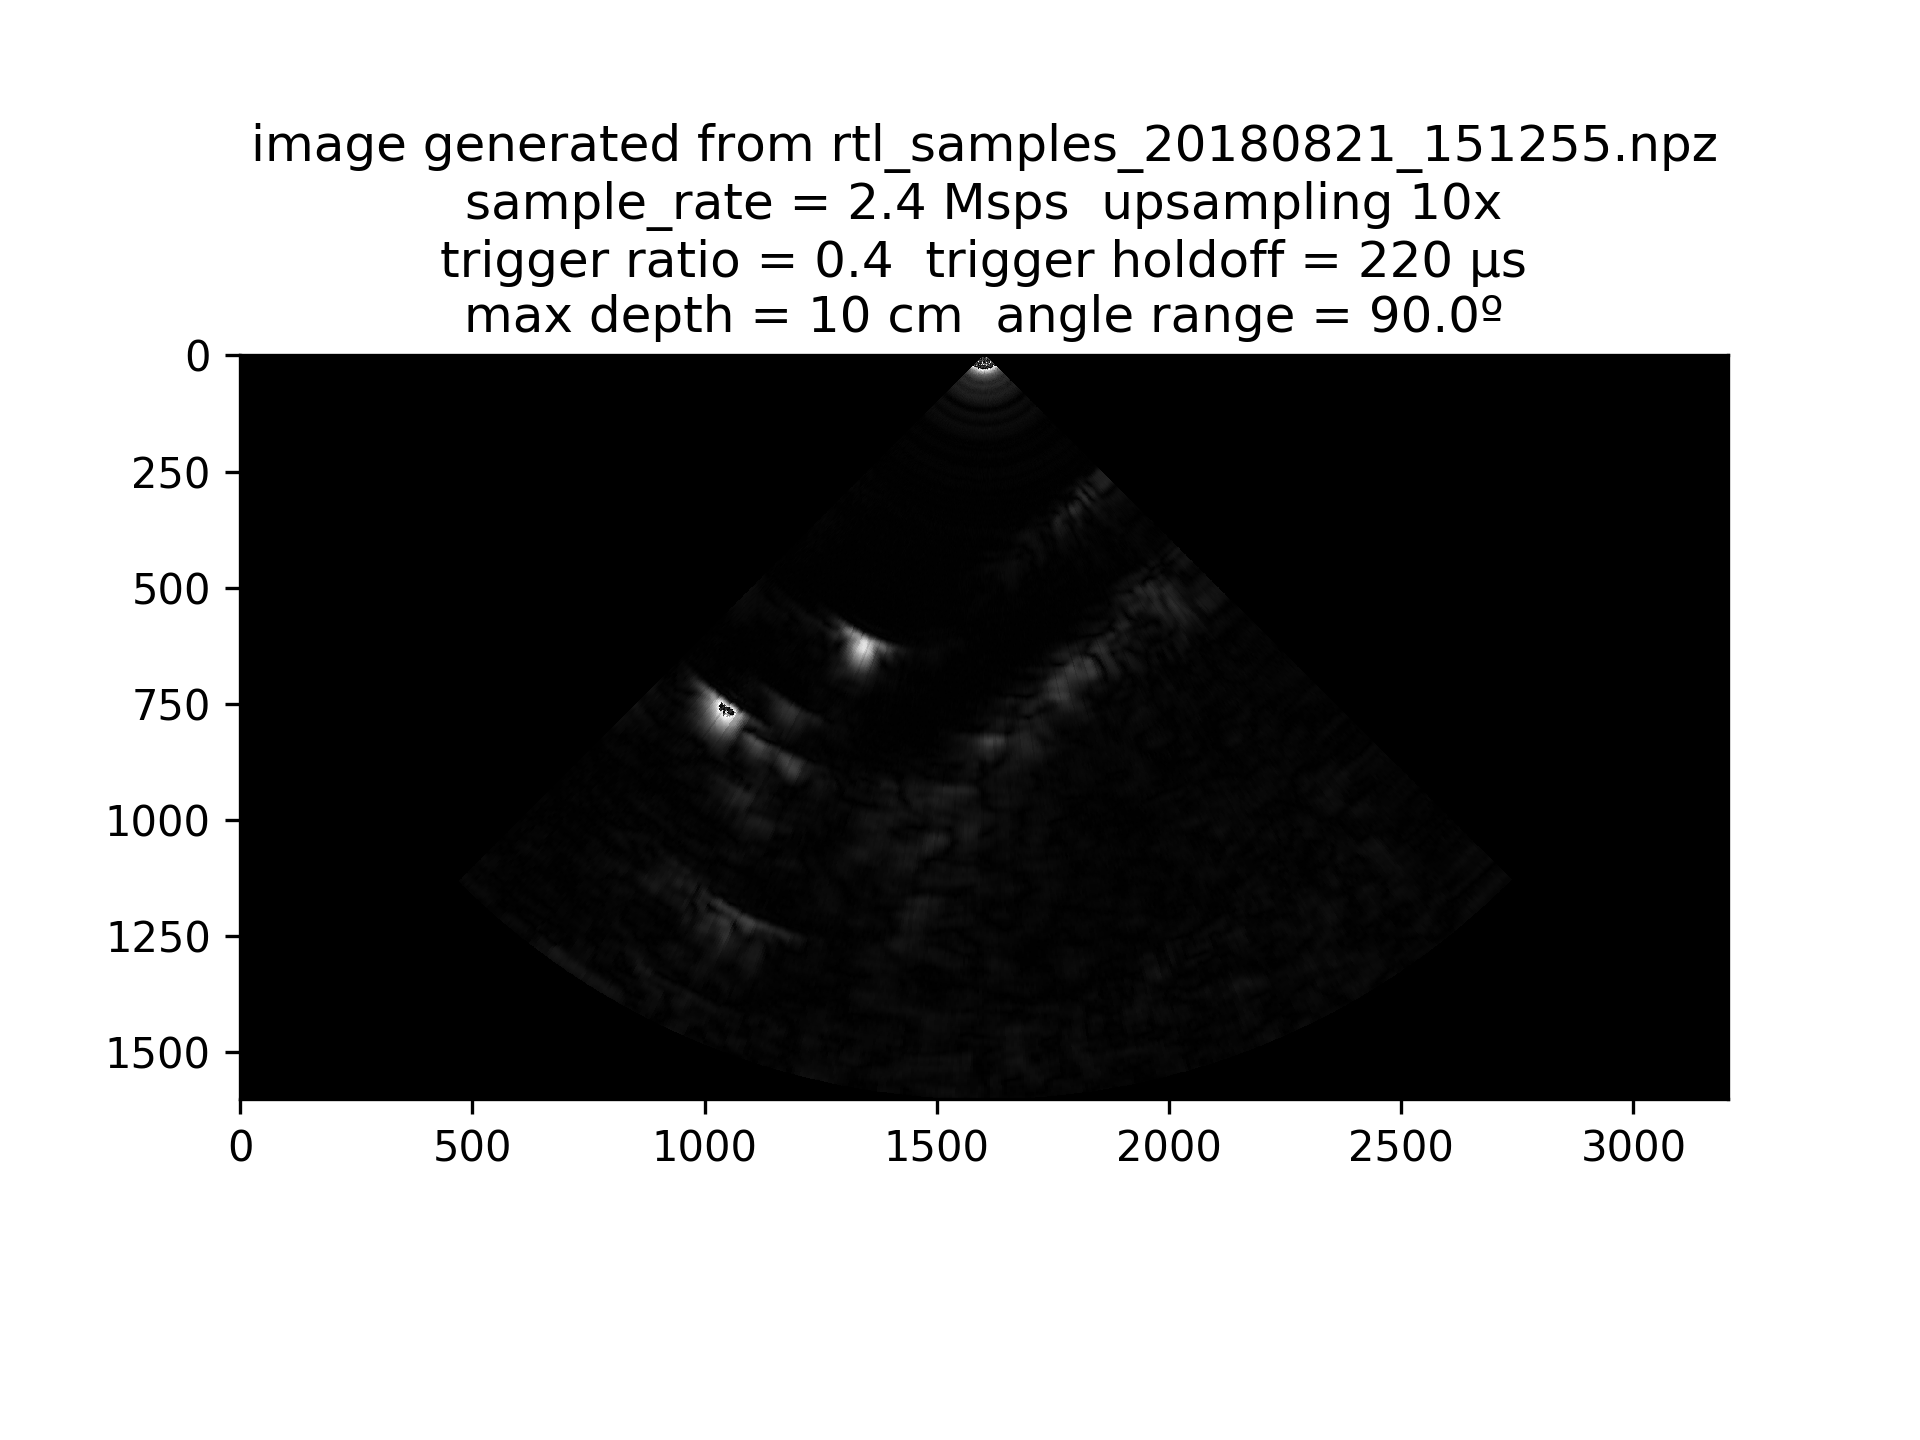 image generated from rtl_samples_20180821_151255.npz
sample_rate = 2.4 Msps  upsampling 10x
trigger ratio = 0.4  trigger holdoff = 220 µs
max depth = 10 cm  angle range = 90.0º
0
250
500
750
1000
1250
1500
0 500 1000 1500 2000 2500 3000